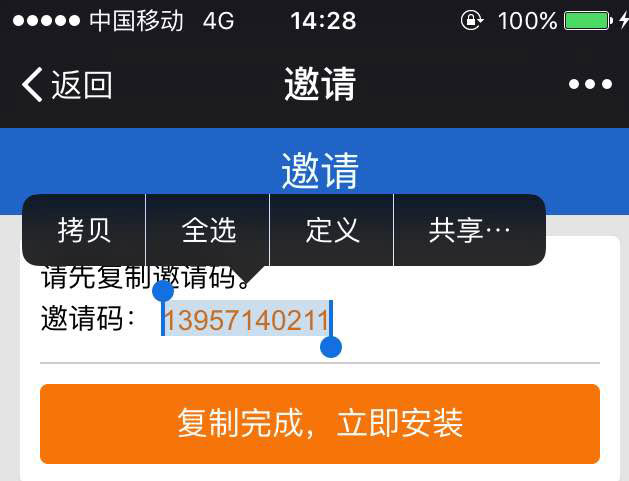 中国移动 4G 14:28 100%
返回 邀请
邀请
拷贝 全选 定义 共享…
请先复制邀请码。
邀请码：13957140211
复制完成，立即安装